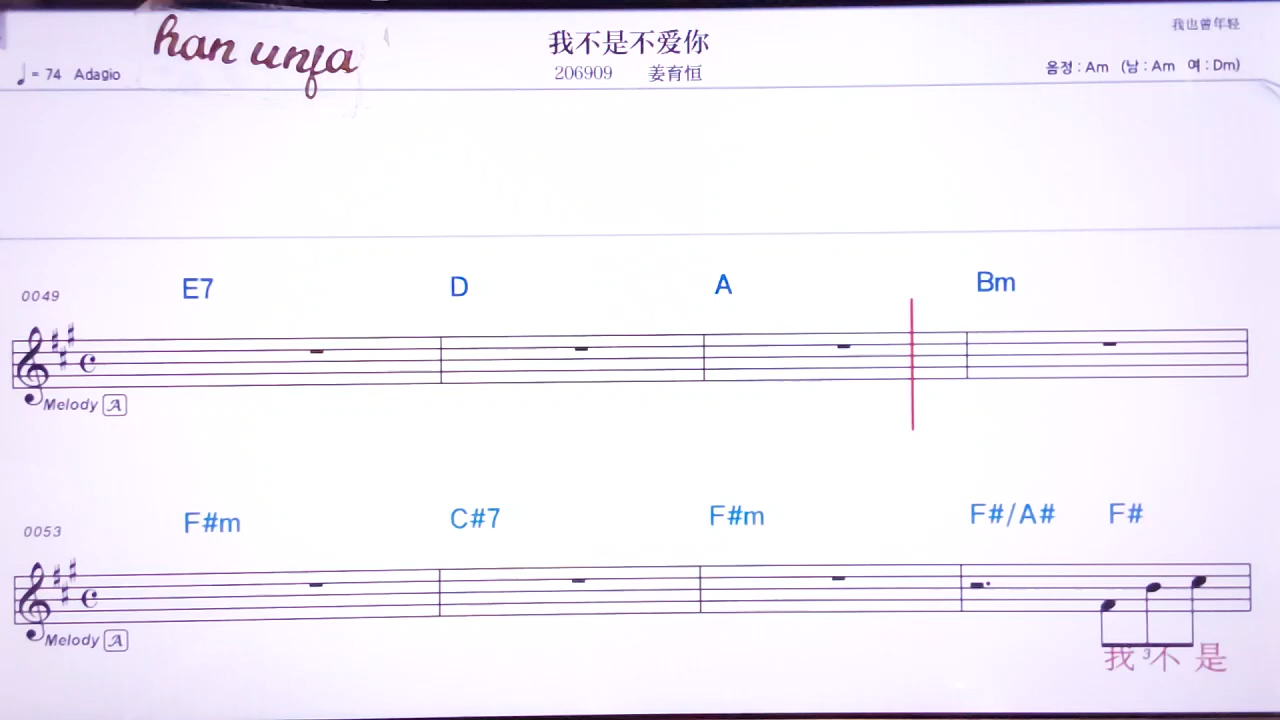 han unfa
我不是不爱你
我也曾年轻
♩= 74 Adagio
206909 姜育恒
음정 : Am (남 : Am 여 : Dm)
E7 D A Bm
0049
Melody A
F#m C#7 F#m F#/A# F#
0053
Melody A
3
我 不 是